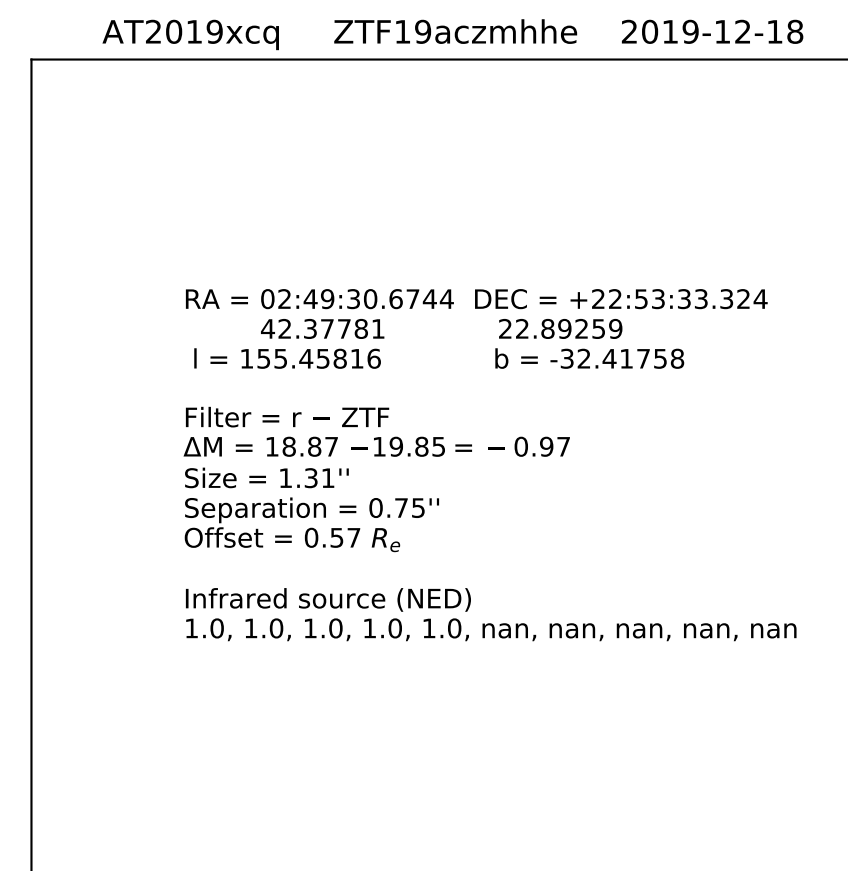 AT2019xcq ZTF19aczmhhe 2019-12-18
RA = 02:49:30.6744 DEC = +22:53:33.324
42.37781 22.89259
l = 155.45816 b = -32.41758
Filter = r − ZTF
ΔM = 18.87 −19.85 = − 0.97
Size = 1.31''
Separation = 0.75''
Offset = 0.57 Re
Infrared source (NED)
1.0, 1.0, 1.0, 1.0, 1.0, nan, nan, nan, nan, nan